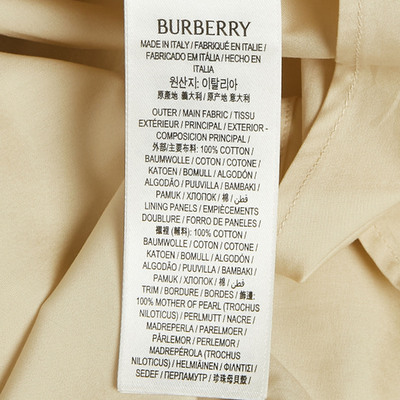 BURBERRY
MADE IN ITALY / FABRIQUÉ EN ITALIE /
FABRICADO EM ITÁLIA / HECHO EN
ITALIA
원산지: 이탈리아
原產地 義大利 / 原产地 意大利
OUTER / MAIN FABRIC / TISSU
EXTÉRIEUR / PRINCIPAL / EXTERIOR -
COMPOSICION PRINCIPAL /
外部/主要布料: 100% COTTON /
BAUMWOLLE / COTON / COTONE /
KATOEN / BOMULL / ALGODÓN /
ALGODÃO / PUUVILLA / BAMBAKI /
PAMUK / ХЛОПОК / 棉 / قطن /
LINING PANELS / EMPIÈCEMENTS
DOUBLURE / FORRO DE PANELES /
襯裡 (輔料): 100% COTTON /
BAUMWOLLE / COTON / COTONE /
KATOEN / BOMULL / ALGODÓN /
ALGODÃO / PUUVILLA / BAMBAKI /
PAMUK / ХЛОПОК / 棉 / قطن /
TRIM / BORDURE / BORDES / 飾邊:
100% MOTHER OF PEARL (TROCHUS
NILOTICUS) / PERLMUTT / NACRE /
MADREPERLA / PARELMOER /
PÄRLEMOR / PERLEMOR /
MADREPÉROLA (TROCHUS
NILOTICUS) / HELMIÄINEN / ΦΙΛΝΤΙΣΙ /
SEDEF / ПЕРЛАМУТР / 珍珠母貝殼 /